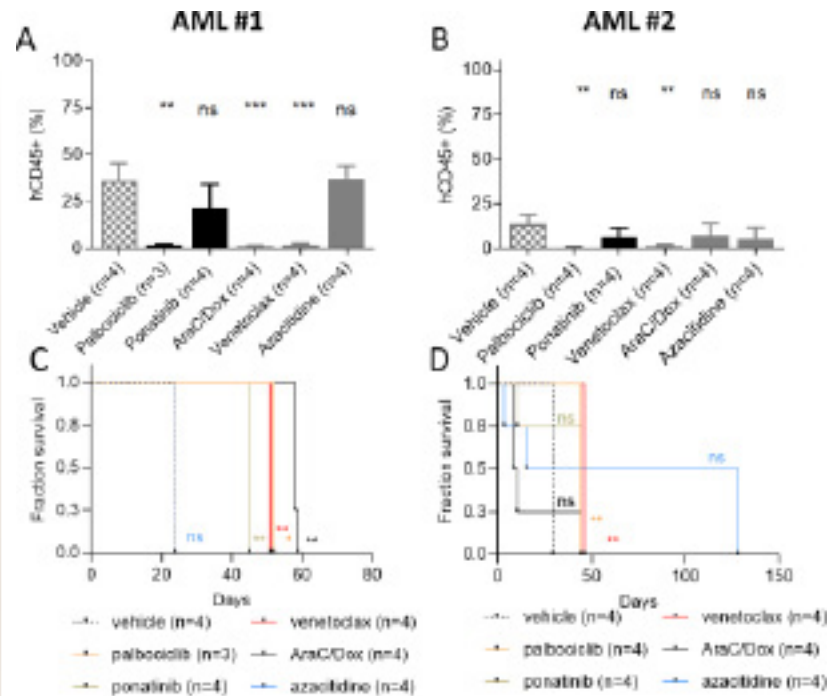 AML #1
A
100
75
50
25
0
hCD45+ (%)
** ns *** *** ns
Vehicle (n=4)
Palbociclib (n=3)
Ponatinib (n=4)
AraC/Dox (n=4)
Venetoclax (n=4)
Azacitidine (n=4)
AML #2
B
100
75
50
25
0
hCD45+ (%)
** ns ** ns ns
Vehicle (n=4)
Palbociclib (n=4)
Ponatinib (n=4)
Venetoclax (n=4)
AraC/Dox (n=4)
Azacitidine (n=4)
C
1.0
0.8
0.5
0.3
0.0
Fraction survival
ns ** ** * **
0 20 40 60 80
Days
vehicle (n=4)
palbociclib (n=3)
ponatinib (n=4)
venetoclax (n=4)
AraC/Dox (n=4)
azacitidine (n=4)
D
1.0
0.8
0.5
0.3
0.0
Fraction survival
ns
ns
ns
**
**
0 50 100 150
Days
vehicle (n=4)
palbociclib (n=4)
ponatinib (n=4)
venetoclax (n=4)
AraC/Dox (n=4)
azacitidine (n=4)